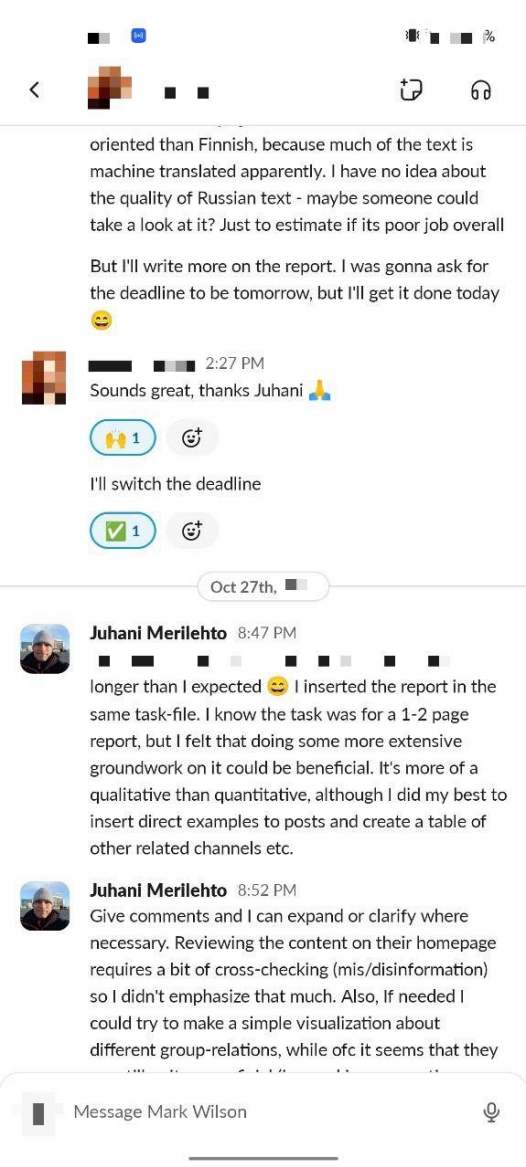 %
oriented than Finnish, because much of the text is
machine translated apparently. I have no idea about
the quality of Russian text - maybe someone could
take a look at it? Just to estimate if its poor job overall
But I'll write more on the report. I was gonna ask for
the deadline to be tomorrow, but I'll get it done today
😄
2:27 PM
Sounds great, thanks Juhani 🙏
🙌 1
I'll switch the deadline
✅ 1
Oct 27th,
Juhani Merilehto 8:47 PM
longer than I expected 😄 I inserted the report in the
same task-file. I know the task was for a 1-2 page
report, but I felt that doing some more extensive
groundwork on it could be beneficial. It's more of a
qualitative than quantitative, although I did my best to
insert direct examples to posts and create a table of
other related channels etc.
Juhani Merilehto 8:52 PM
Give comments and I can expand or clarify where
necessary. Reviewing the content on their homepage
requires a bit of cross-checking (mis/disinformation)
so I didn't emphasize that much. Also, If needed I
could try to make a simple visualization about
different group-relations, while ofc it seems that they
Message Mark Wilson